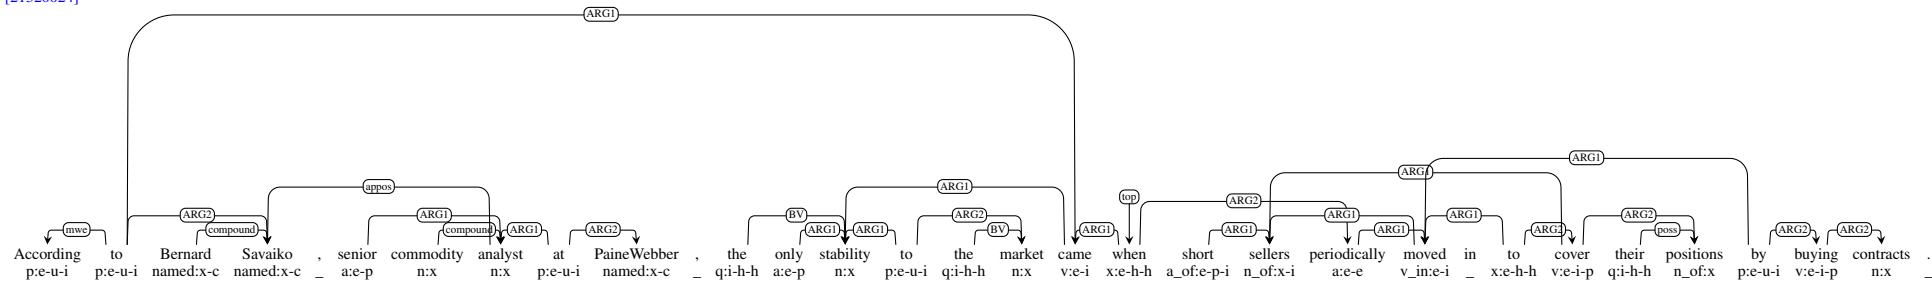 ARG1
ARG1
appos ARG1 ARG1
top ARG2
ARG2 ARG1 BV ARG2 ARG1 ARG1 ARG2
mwe compound compound ARG1 ARG2 ARG1 ARG1 BV ARG1 ARG1 ARG1 ARG2 poss ARG2 ARG2
According to Bernard Savaiko , senior commodity analyst at PaineWebber , the only stability to the market came when short sellers periodically moved in to cover their positions by buying contracts .
p:e-u-i p:e-u-i named:x-c named:x-c _ a:e-p n:x n:x p:e-u-i named:x-c _ q:i-h-h a:e-p n:x p:e-u-i q:i-h-h n:x v:e-i x:e-h-h a_of:e-p-i n_of:x-i a:e-e v_in:e-i _ x:e-h-h v:e-i-p q:i-h-h n_of:x p:e-u-i v:e-i-p n:x _